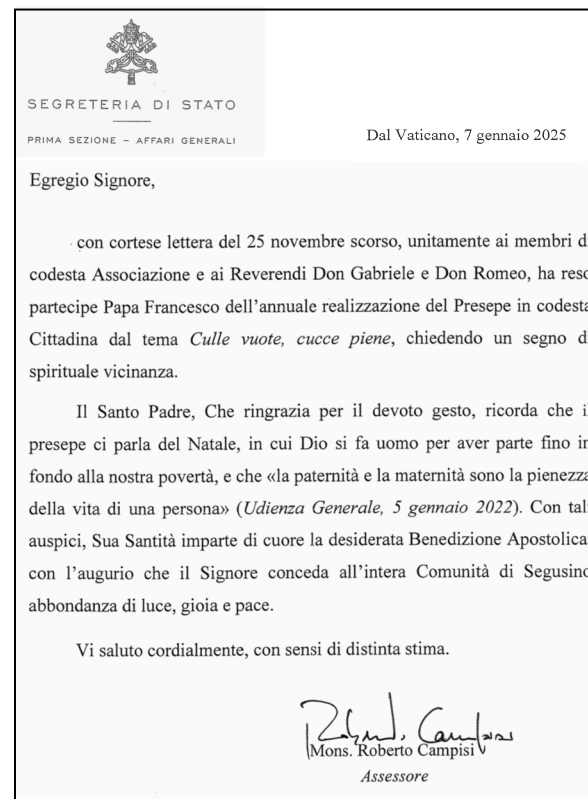 SEGRETERIA DI STATO
PRIMA SEZIONE – AFFARI GENERALI
Dal Vaticano, 7 gennaio 2025
Egregio Signore,
con cortese lettera del 25 novembre scorso, unitamente ai membri di
codesta Associazione e ai Reverendi Don Gabriele e Don Romeo, ha reso
partecipe Papa Francesco dell’annuale realizzazione del Presepe in codesta
Cittadina dal tema Culle vuote, cucce piene, chiedendo un segno di
spirituale vicinanza.
Il Santo Padre, Che ringrazia per il devoto gesto, ricorda che il
presepe ci parla del Natale, in cui Dio si fa uomo per aver parte fino in
fondo alla nostra povertà, e che «la paternità e la maternità sono la pienezza
della vita di una persona» (Udienza Generale, 5 gennaio 2022). Con tali
auspici, Sua Santità imparte di cuore la desiderata Benedizione Apostolica,
con l’augurio che il Signore conceda all’intera Comunità di Segusino
abbondanza di luce, gioia e pace.
Vi saluto cordialmente, con sensi di distinta stima.
Mons. Roberto Campisi
Assessore